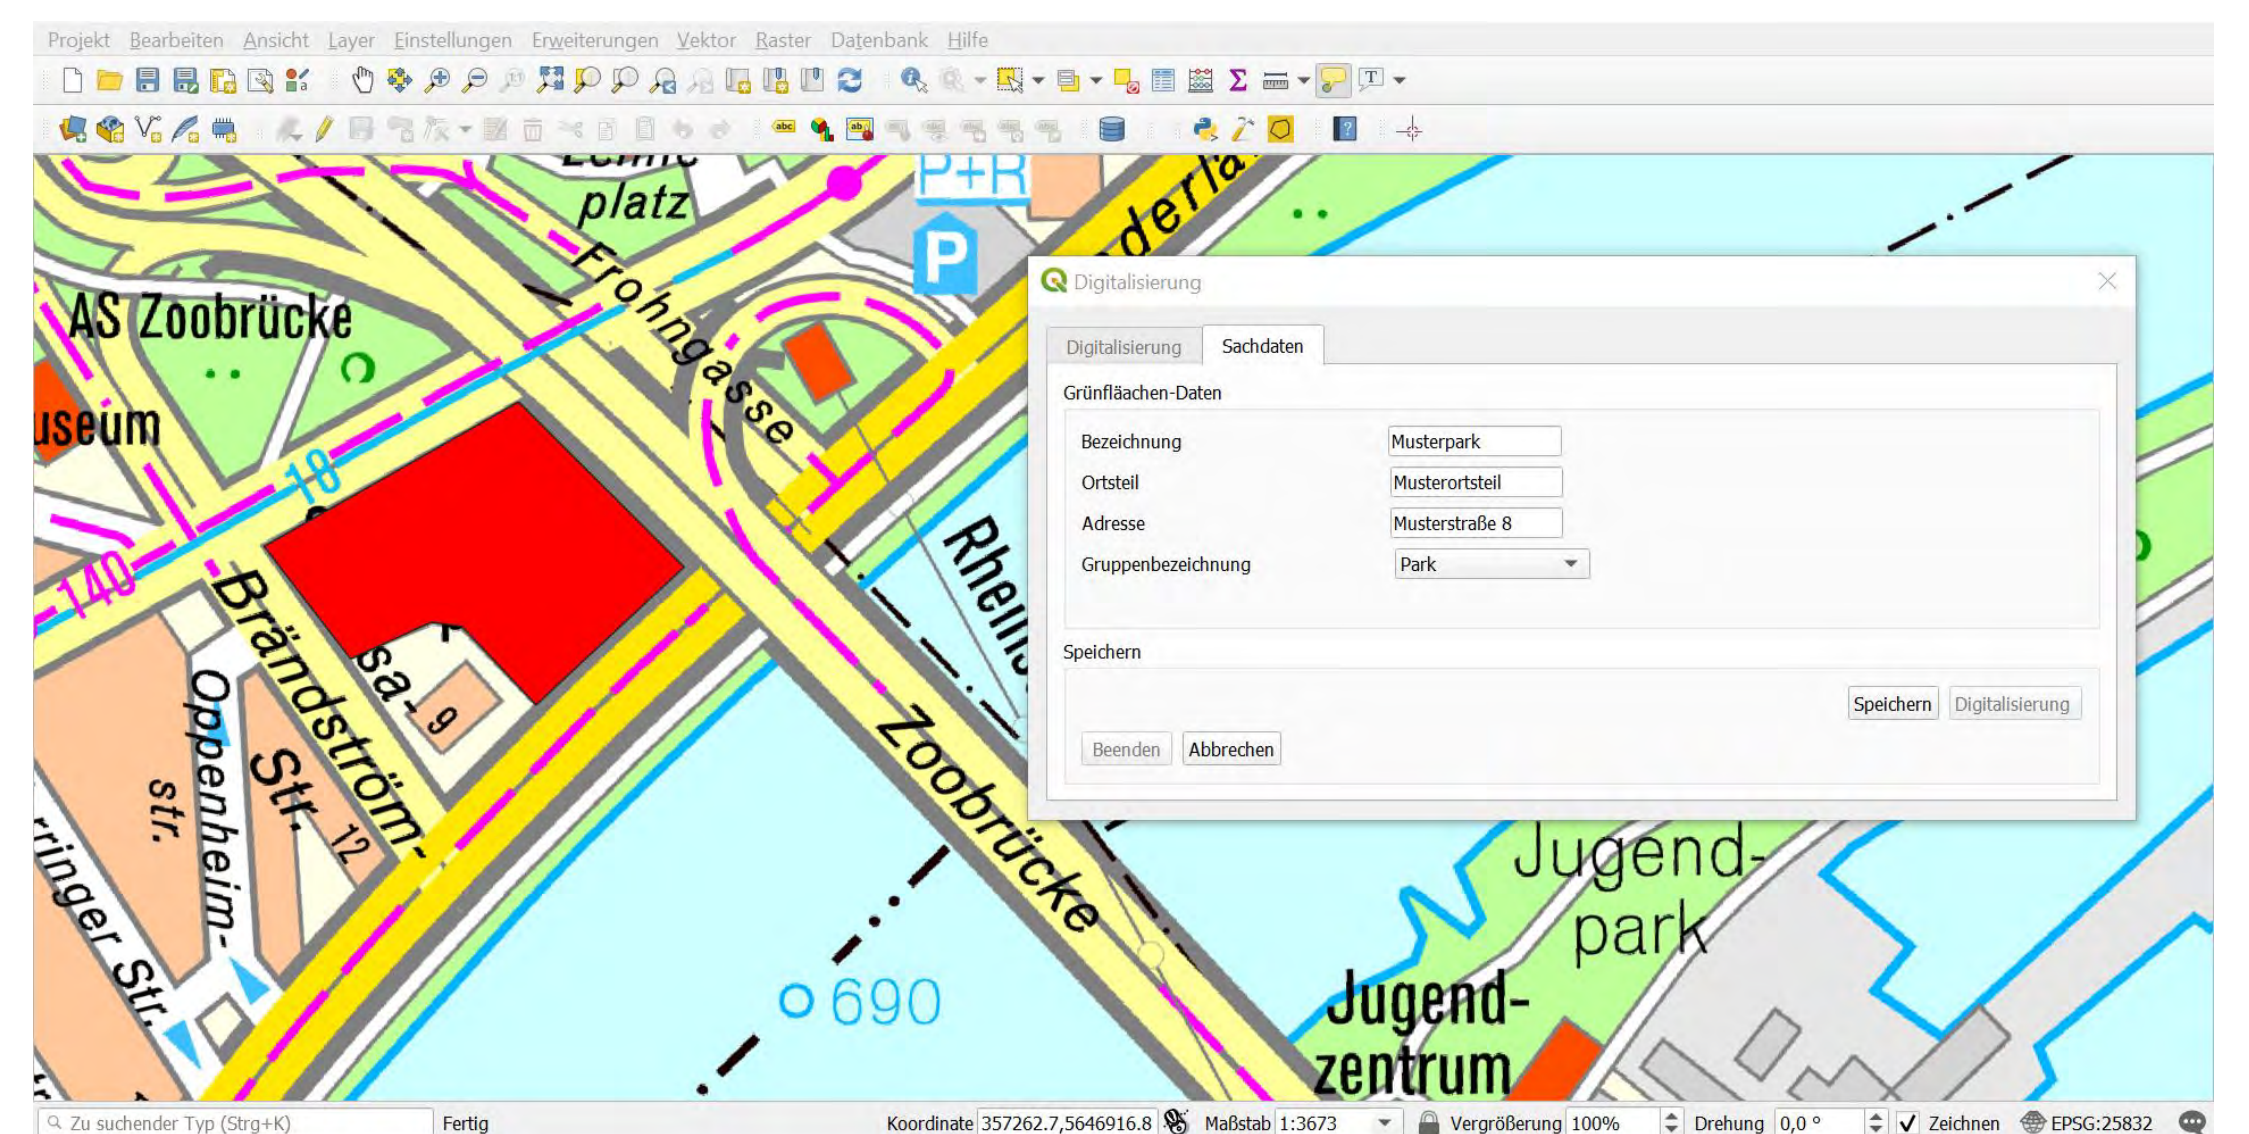 Projekt Bearbeiten Ansicht Layer Einstellungen Erweiterungen Vektor Raster Datenbank Hilfe
platz
P+R
P
Frohngasse
AS Zoobrücke
18
140
Brändström-
Str.
12
sa-
9
Oppenheim-
str.
Str.
Zoobrücke
690
Jugend-
park
Jugend-
zentrum
Digitalisierung
Digitalisierung Sachdaten
Grünfläachen-Daten
Bezeichnung Musterpark
Ortsteil Musterortsteil
Adresse Musterstraße 8
Gruppenbezeichnung Park
Speichern
Speichern Digitalisierung
Beenden Abbrechen
Zu suchender Typ (Strg+K) Fertig Koordinate 357262.7,5646916.8 Maßstab 1:3673 Vergrößerung 100% Drehung 0,0 ° Zeichnen EPSG:25832